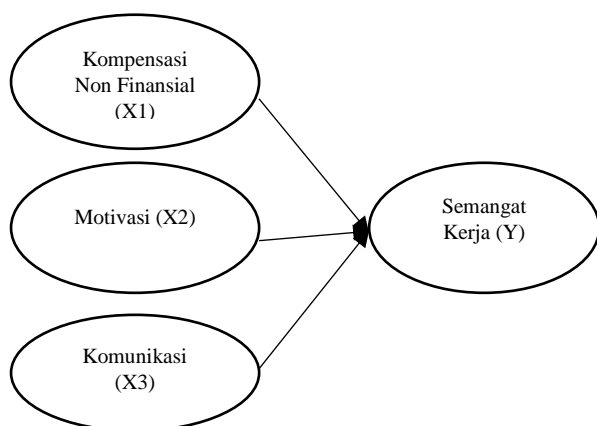 Kompensasi
Non Finansial
(X1)
Motivasi (X2)
Semangat
Kerja (Y)
Komunikasi
(X3)